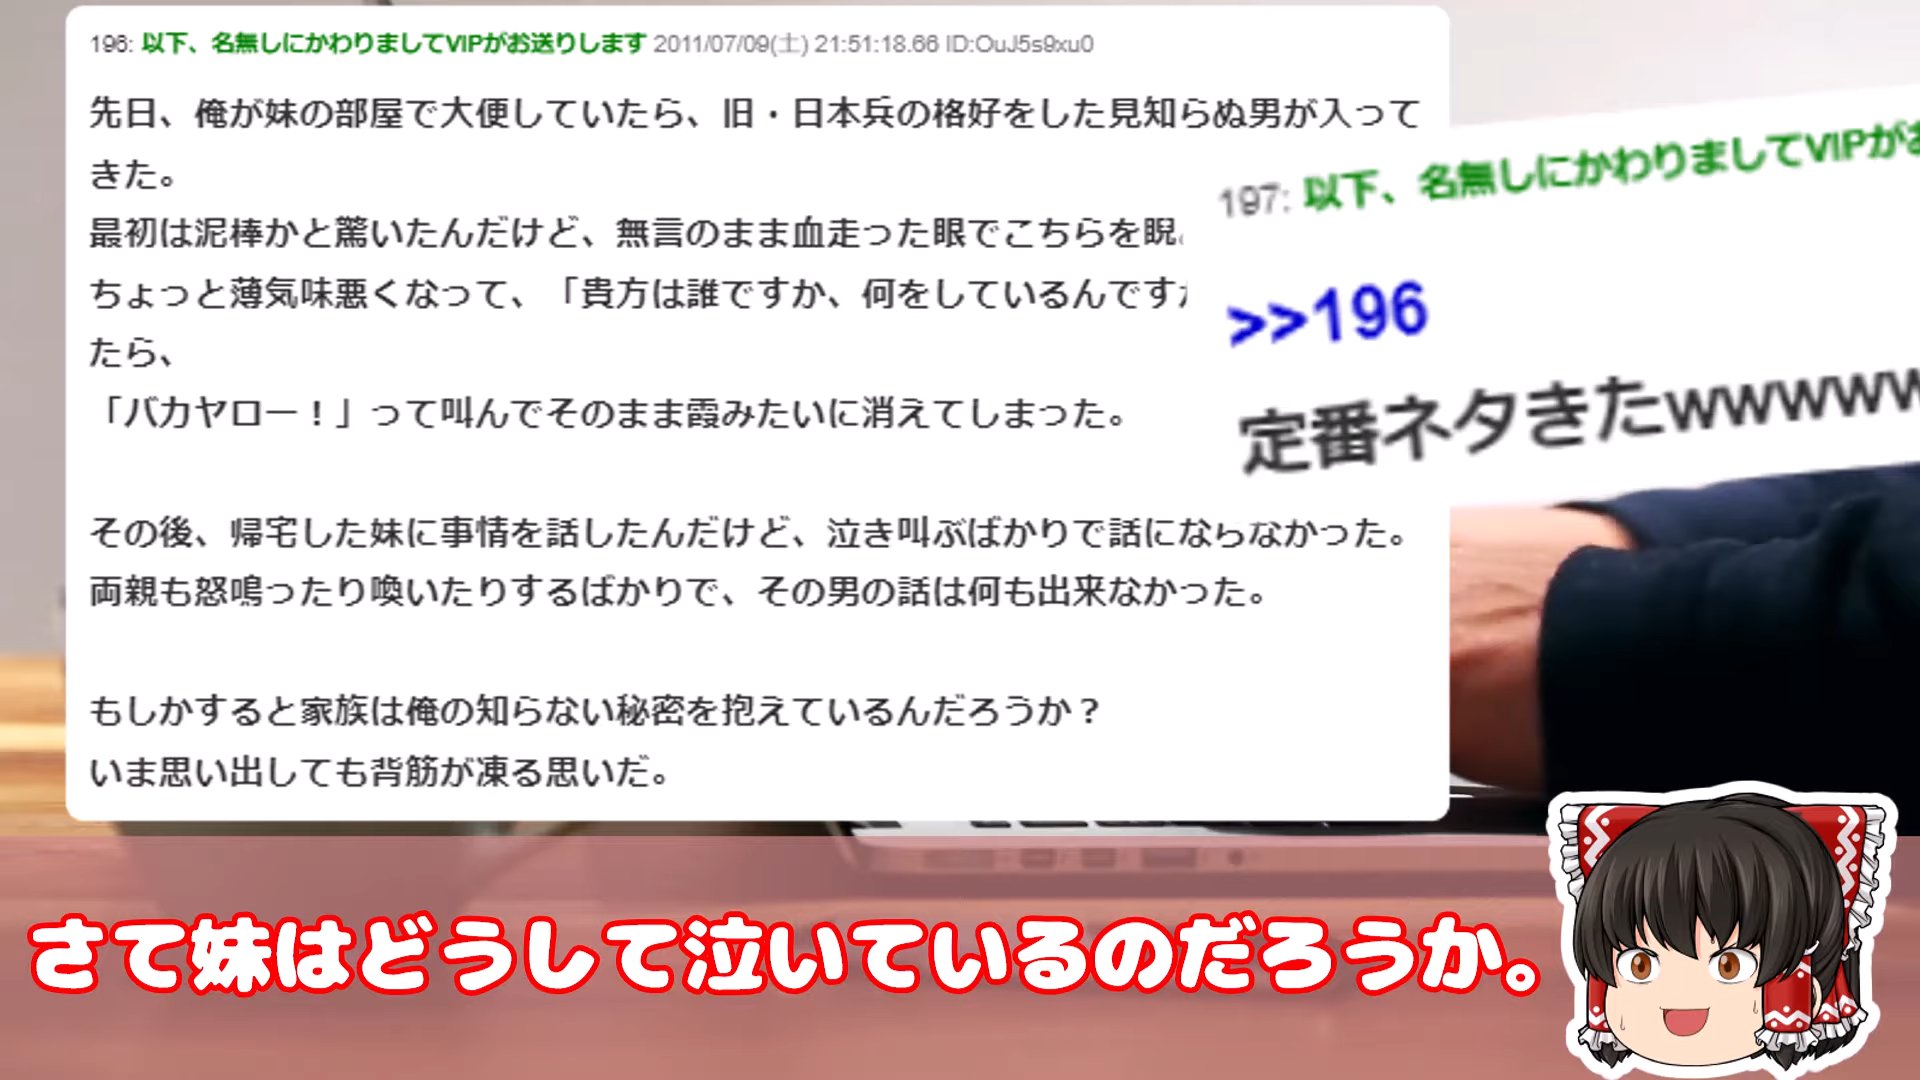 196: 以下、名無しにかわりましてVIPがお送りします 2011/07/09(土) 21:51:18.66 ID:OuJ5s9xu0
先日、俺が妹の部屋で大便していたら、旧・日本兵の格好をした見知らぬ男が入って
きた。
最初は泥棒かと驚いたんだけど、無言のまま血走った眼でこちらを睨
ちょっと薄気味悪くなって、「貴方は誰ですか、何をしているんです
たら、
「バカヤロー！」って叫んでそのまま霞みたいに消えてしまった。
その後、帰宅した妹に事情を話したんだけど、泣き叫ぶばかりで話にならなかった。
両親も怒鳴ったり喚いたりするばかりで、その男の話は何も出来なかった。
もしかすると家族は俺の知らない秘密を抱えているんだろうか？
いま思い出しても背筋が凍る思いだ。
197: 以下、名無しにかわりましてVIPがお
>>196
定番ネタきたwwwww
さて妹はどうして泣いているのだろうか。